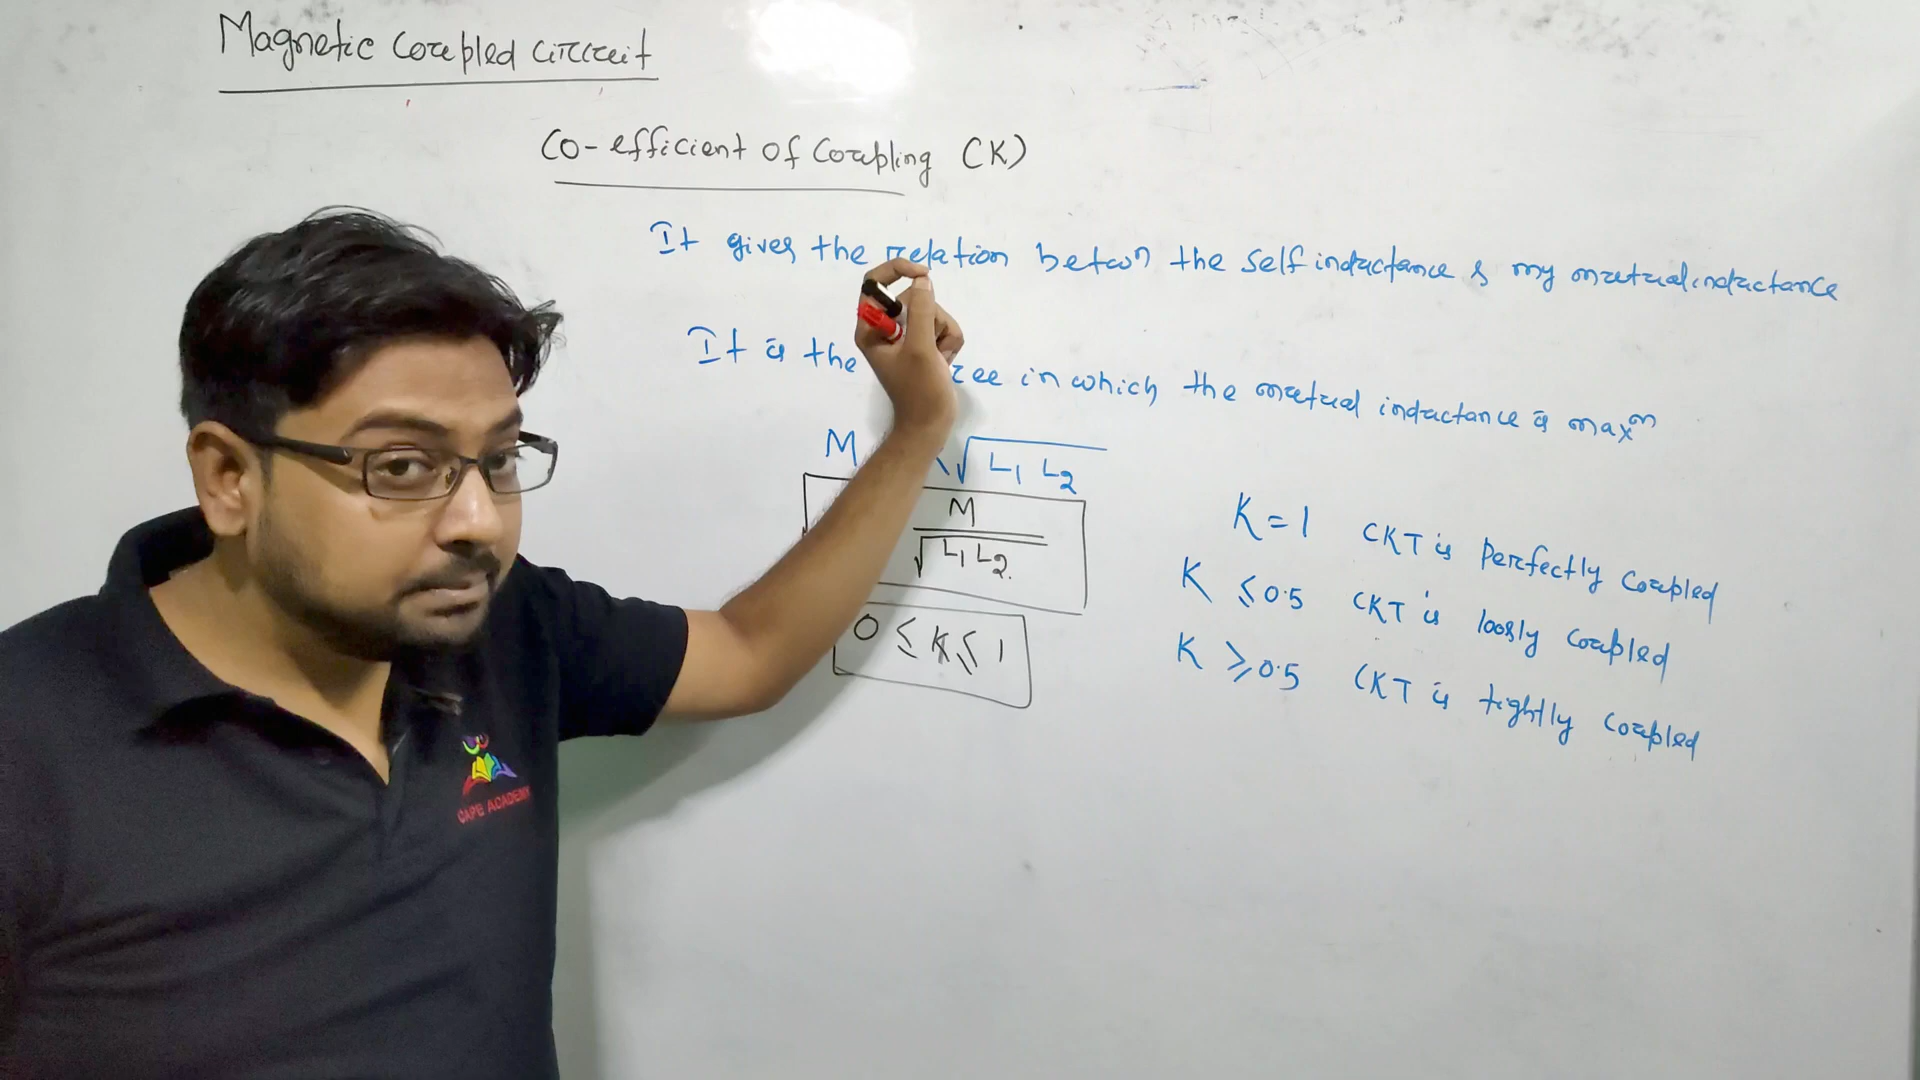 Magnetic Coupled circuit
Co-efficient of Coupling (K)
It gives the relation betwn the self inductance & my mutual inductance
It is the ree in which the mutual inductance is max^m
M √L1 L2
M
√L1 L2.
0 ≤ K ≤ 1
K = 1 CKT is perfectly coupled
K ≤ 0.5 CKT is loosly coupled
K ≥ 0.5 CKT is tightly coupled
CAPE ACADEMY